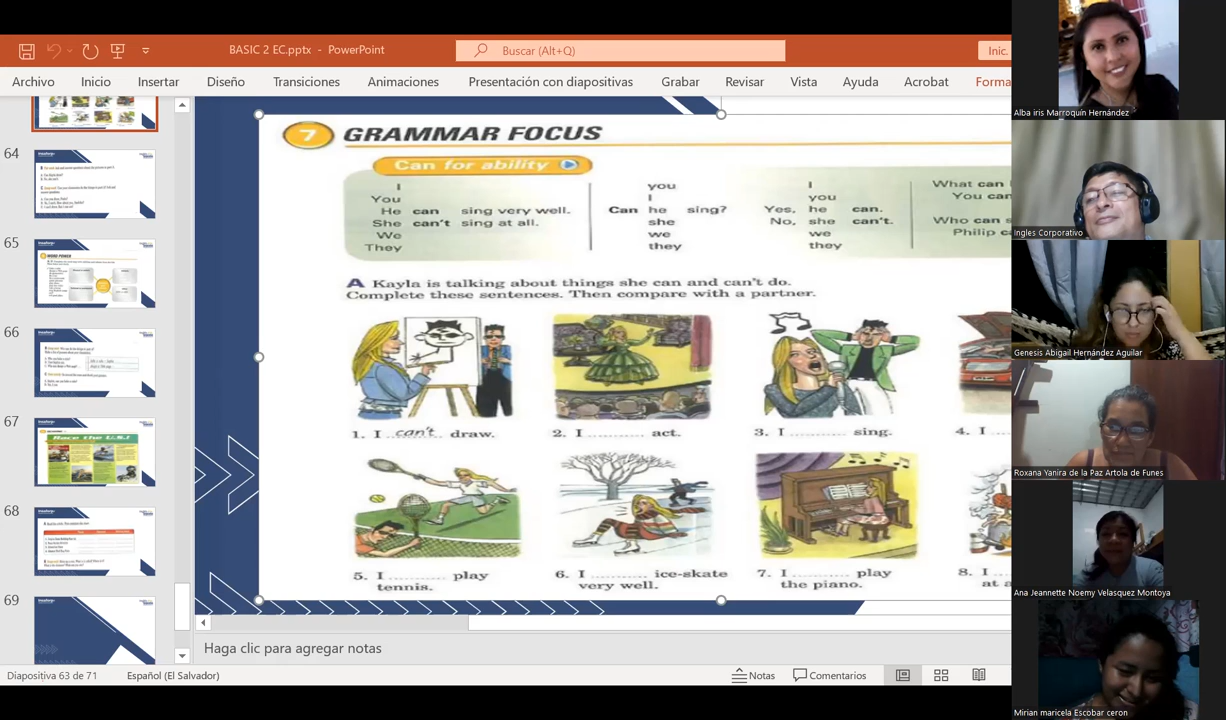 BASIC 2 EC.pptx - PowerPoint
Buscar (Alt+Q)
Inic.
Archivo Inicio Insertar Diseño Transiciones Animaciones Presentación con diapositivas Grabar Revisar Vista Ayuda Acrobat Forma
64
65
66
67
68
69
7 GRAMMAR FOCUS
Can for ability
I
You
He can sing very well.
She can't sing at all.
We
They
you
I
Can he sing?
she
we
they
I
you
Yes, he can.
No, she can't.
we
they
What can
You can
Who can
Philip
A Kayla is talking about things she can and can't do.
Complete these sentences. Then compare with a partner.
1. I can't draw.
2. I .......... act.
3. I .......... sing.
4. I
5. I .......... play
tennis.
6. I .......... ice-skate
very well.
7. I .......... play
the piano.
8. I
at
Haga clic para agregar notas
Diapositiva 63 de 71 Español (El Salvador) Notas Comentarios
Alba iris Marroquín Hernández
Ingles Corporativo
Genesis Abigail Hernández Aguilar
Roxana Yanira de la Paz Artola de Funes
Ana Jeannette Noemy Velasquez Montoya
Mirian maricela Escobar ceron